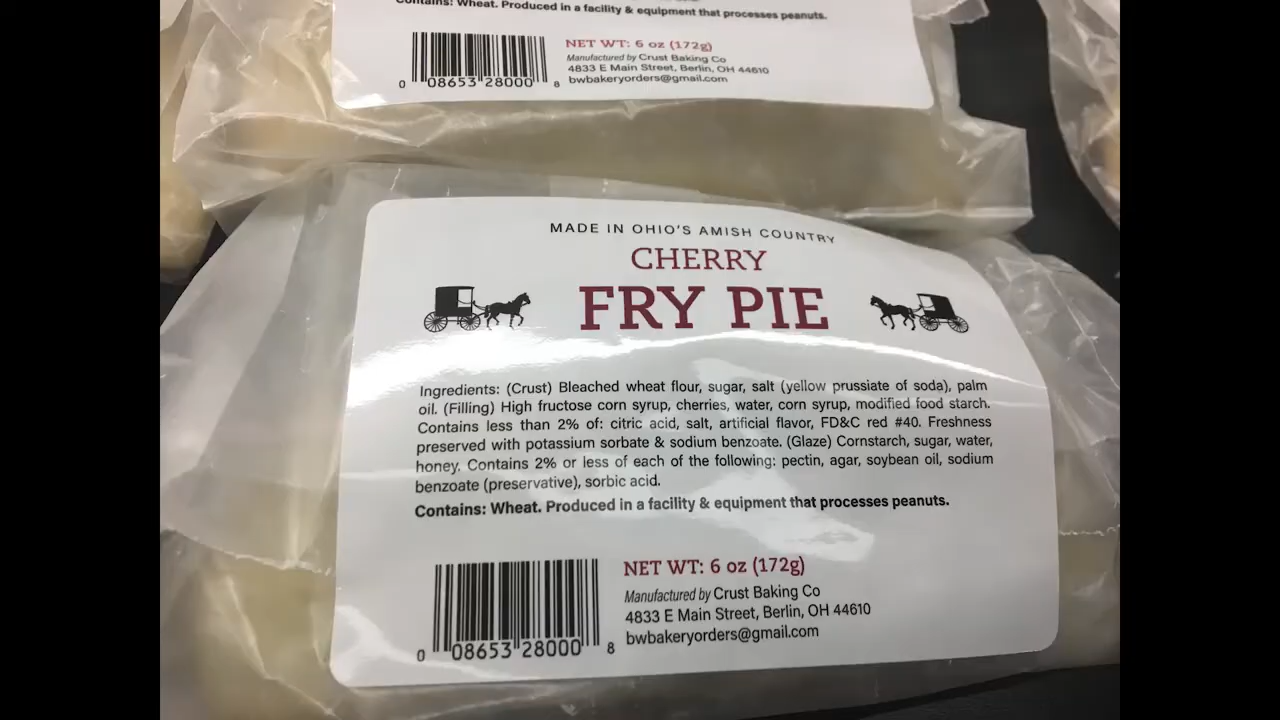 Contains: Wheat. Produced in a facility & equipment that processes peanuts.
NET WT: 6 oz (172g)
Manufactured by Crust Baking Co
4833 E Main Street, Berlin, OH 44610
bwbakeryorders@gmail.com
0 08653 28000 8
MADE IN OHIO'S AMISH COUNTRY
CHERRY
FRY PIE
Ingredients: (Crust) Bleached wheat flour, sugar, salt (yellow prussiate of soda), palm
oil. (Filling) High fructose corn syrup, cherries, water, corn syrup, modified food starch.
Contains less than 2% of: citric acid, salt, artificial flavor, FD&C red #40. Freshness
preserved with potassium sorbate & sodium benzoate. (Glaze) Cornstarch, sugar, water,
honey. Contains 2% or less of each of the following: pectin, agar, soybean oil, sodium
benzoate (preservative), sorbic acid.
Contains: Wheat. Produced in a facility & equipment that processes peanuts.
NET WT: 6 oz (172g)
Manufactured by Crust Baking Co
4833 E Main Street, Berlin, OH 44610
bwbakeryorders@gmail.com
0 08653 28000 8